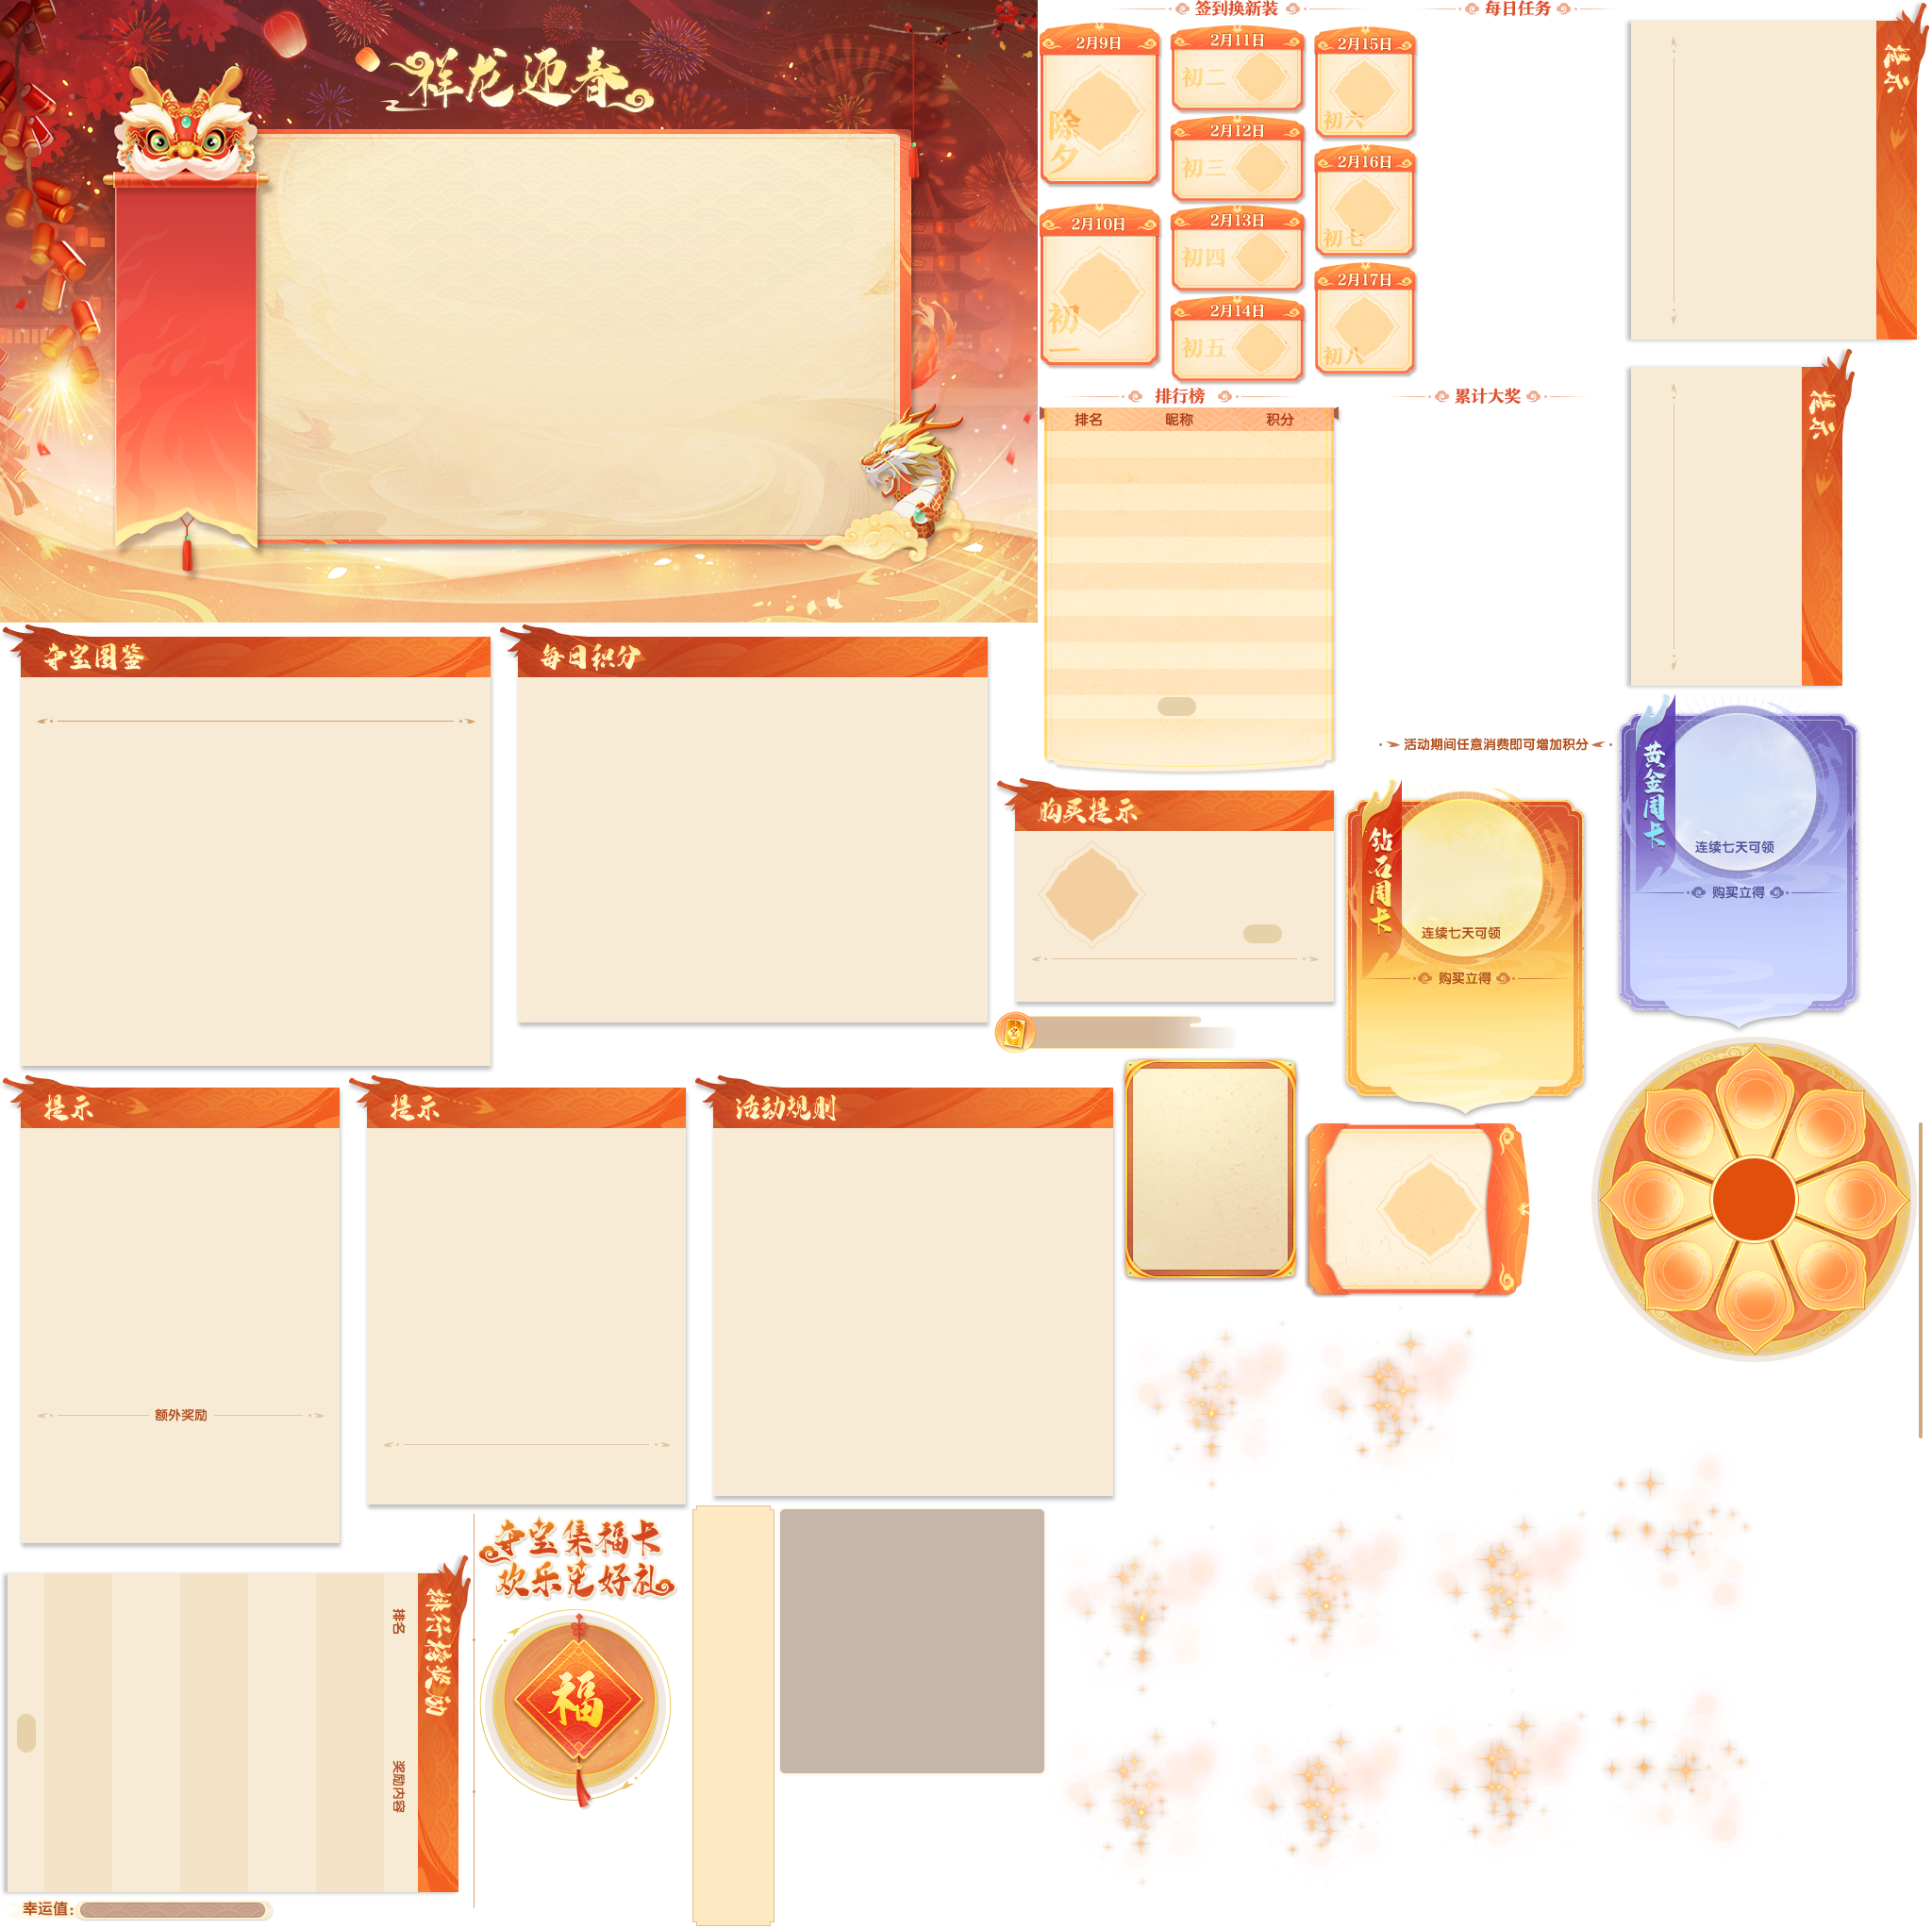 祥龙迎春
签到换新装
每日任务
2月9日
除夕
2月10日
初一
2月11日
初二
2月12日
初三
2月13日
初四
2月14日
初五
2月15日
初六
2月16日
初七
2月17日
初八
提示
提示
排行榜
累计大奖
排名 昵称 积分
活动期间任意消费即可增加积分
夺宝图鉴
每日积分
购买提示
钻石周卡
连续七天可领
购买立得
黄金周卡
连续七天可领
购买立得
提示
额外奖励
提示
活动规则
夺宝集福卡
欢乐兑好礼
福
排行榜奖励
排名
奖励内容
幸运值：